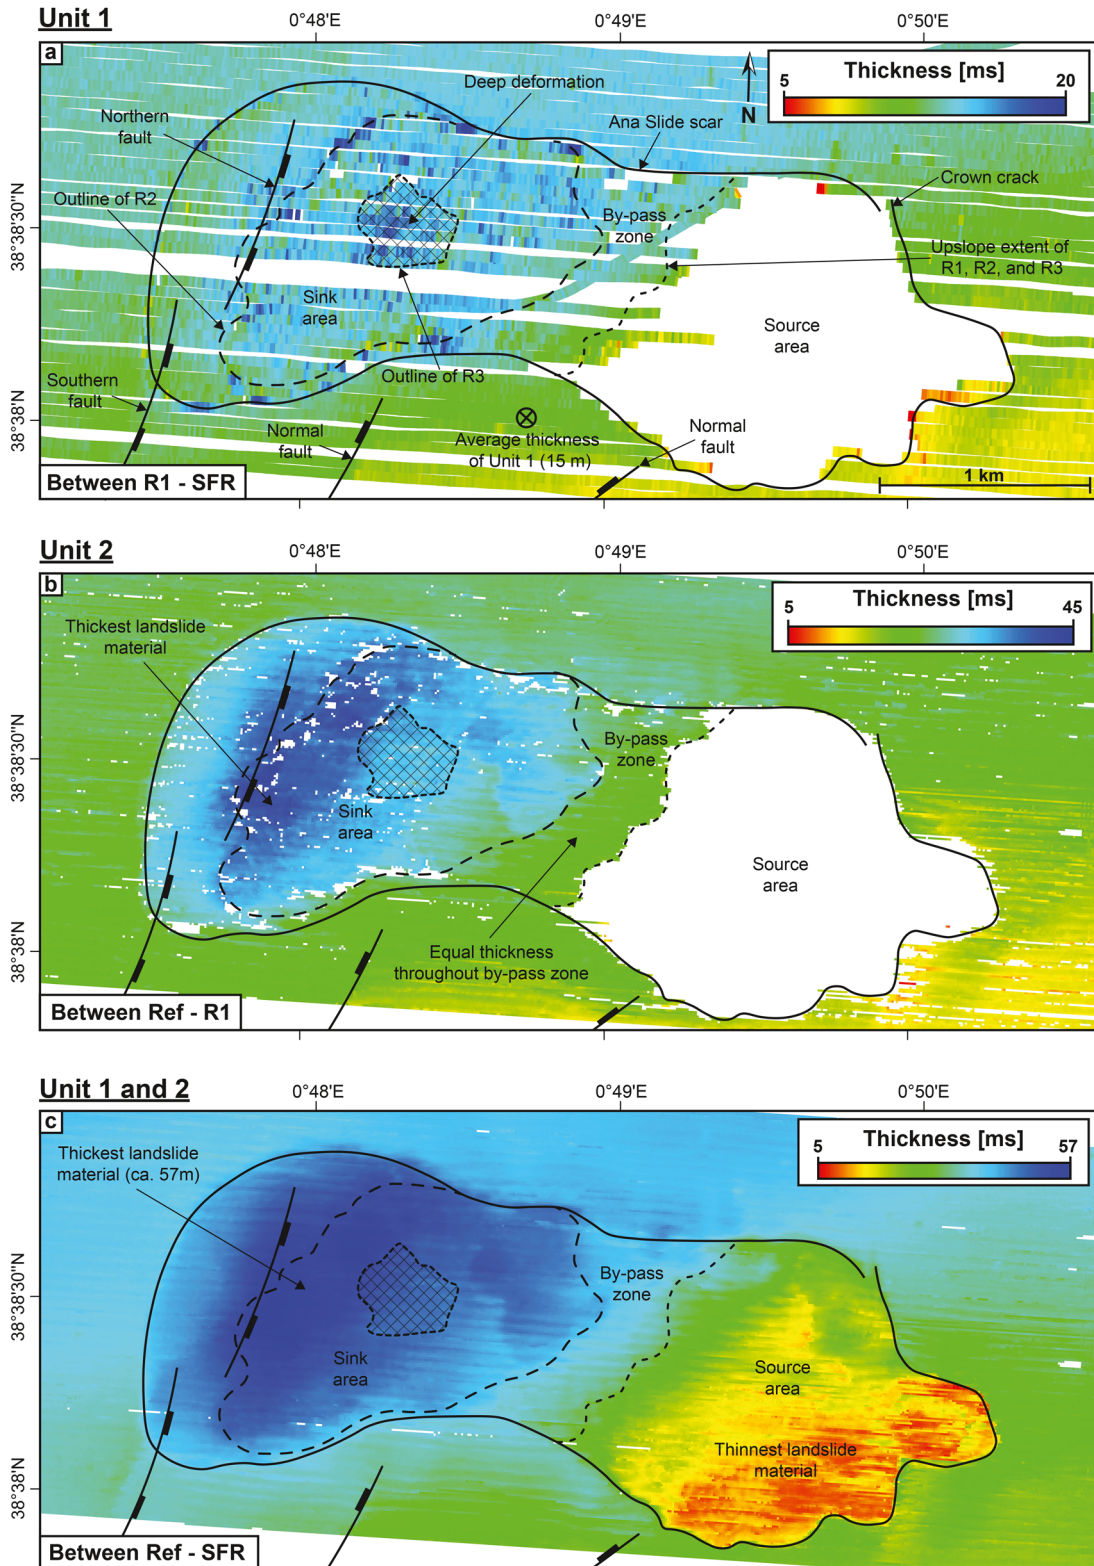 Unit 1
0°48'E
0°49'E
0°50'E
a
Deep deformation
N
Thickness [ms]
5
20
Northern
fault
Ana Slide scar
Crown crack
Outline of R2
38°38'30"N
By-pass
zone
Upslope extent of
R1, R2, and R3
Sink
area
Source
area
Southern
fault
Outline of R3
38°38'N
Normal
fault
Average thickness
of Unit 1 (15 m)
Normal
fault
1 km
Between R1 - SFR
Unit 2
0°48'E
0°49'E
0°50'E
b
Thickness [ms]
5
45
Thickest landslide
material
38°38'30"N
By-pass
zone
Sink
area
Source
area
38°38'N
Equal thickness
throughout by-pass zone
Between Ref - R1
Unit 1 and 2
0°48'E
0°49'E
0°50'E
c
Thickness [ms]
5
57
Thickest landslide
material (ca. 57m)
38°38'30"N
By-pass
zone
Sink
area
Source
area
Thinnest landslide
material
38°38'N
Between Ref - SFR